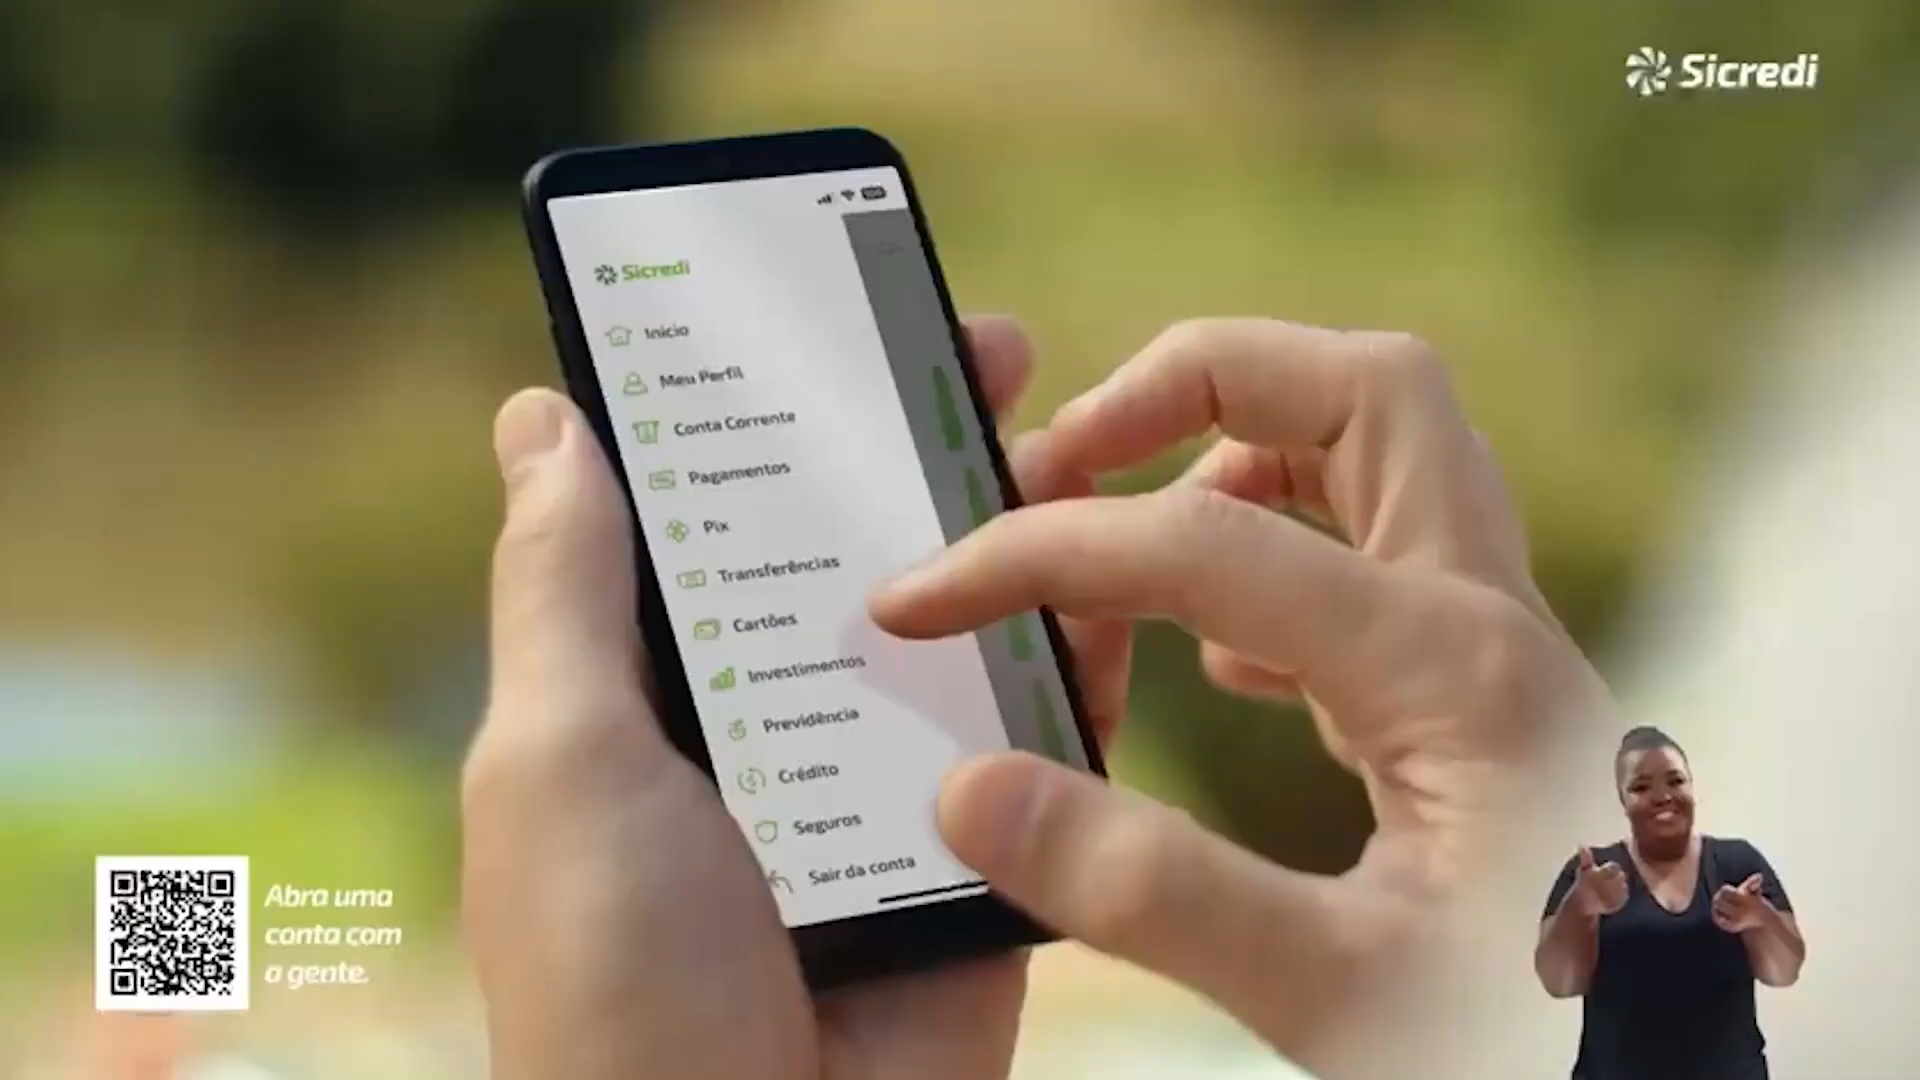 Sicredi
Sicredi
Início
Meu Perfil
Conta Corrente
Pagamentos
Pix
Transferências
Cartões
Investimentos
Previdência
Crédito
Seguros
Sair da conta
Abra uma
conta com
a gente.